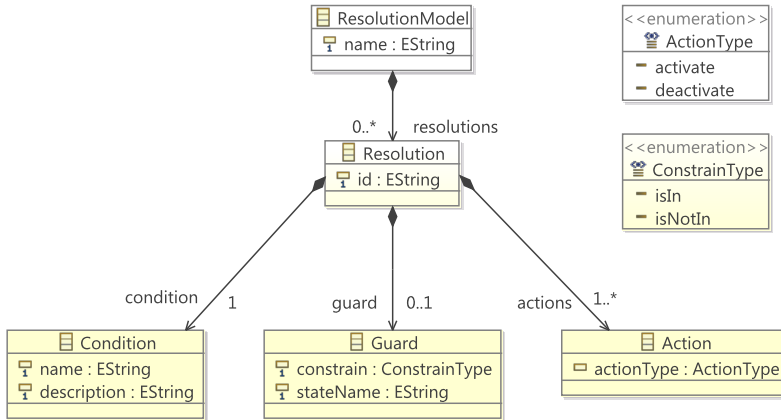 ResolutionModel
name : EString
<<enumeration>>
ActionType
activate
deactivate
0..* resolutions
Resolution
id : EString
<<enumeration>>
ConstrainType
isIn
isNotIn
condition 1
guard 0..1
actions 1..*
Condition
name : EString
description : EString
Guard
constrain : ConstrainType
stateName : EString
Action
actionType : ActionType